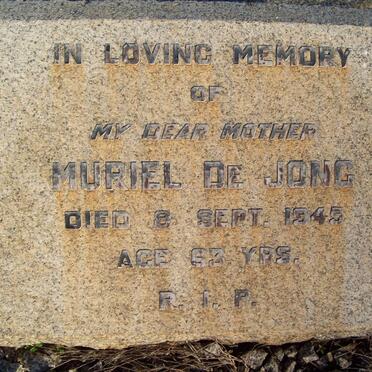 IN LOVING MEMORY
OF
MY DEAR MOTHER
MURIEL DE JONG
DIED 8 SEPT. 1945
AGE 63 YRS.
R. I. P.